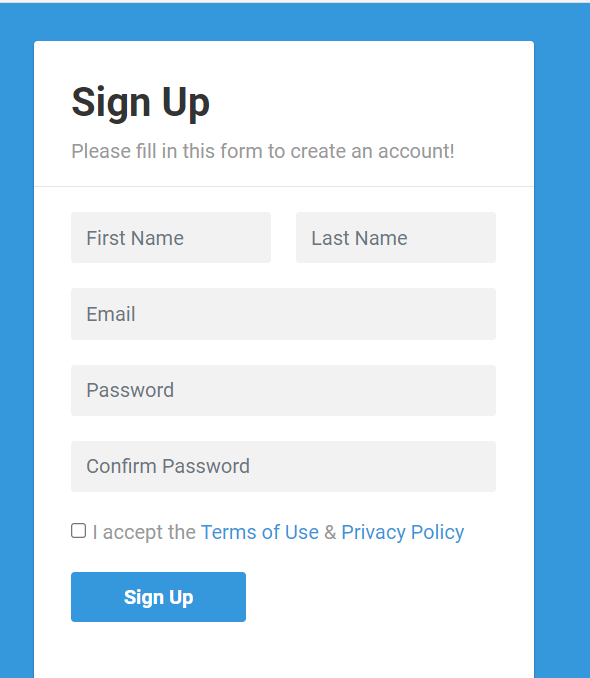 Sign Up
Please fill in this form to create an account!
First Name Last Name
Email
Password
Confirm Password
I accept the Terms of Use & Privacy Policy
Sign Up